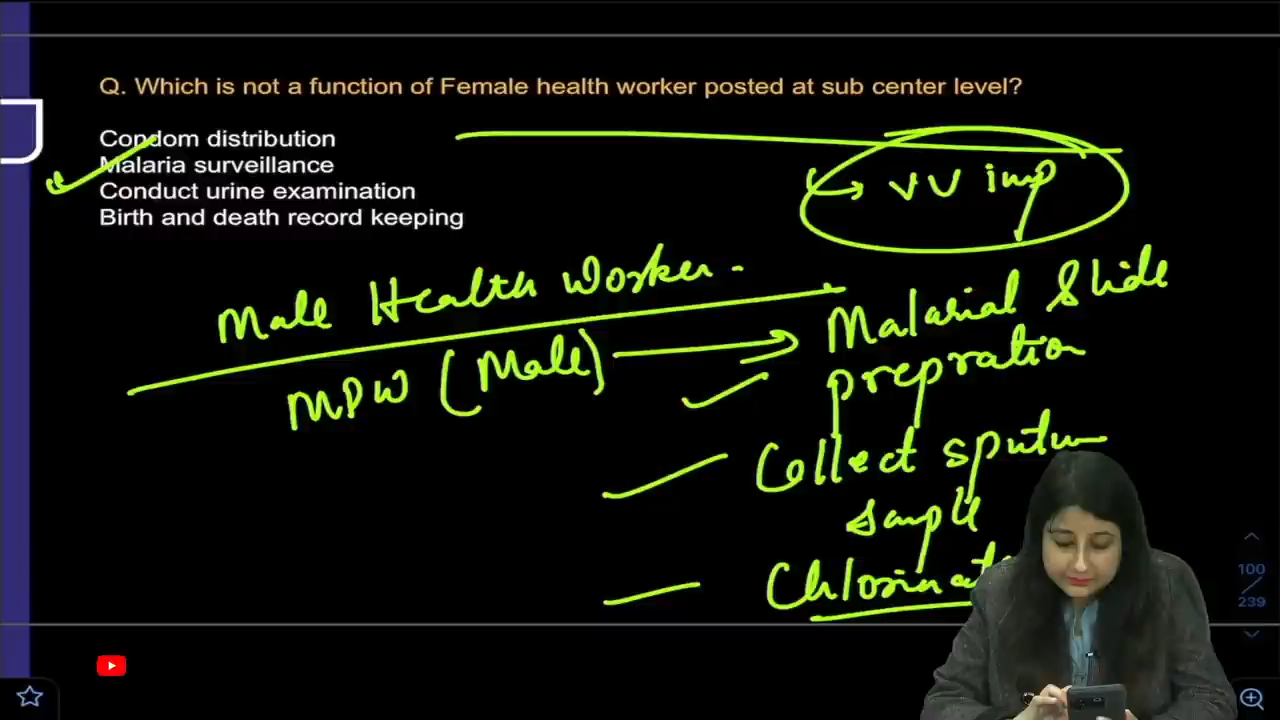 Q. Which is not a function of Female health worker posted at sub center level?
Condom distribution
Malaria surveillance
Conduct urine examination
Birth and death record keeping
VV imp
Male Health Worker.
MPW (Male)
Malarial Slide
prepration
Collect sputum
sample
100
239